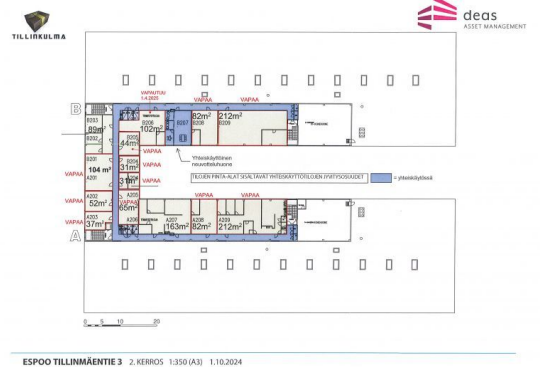 TILLINKULMA
deas
ASSET MANAGEMENT
VAPAUTUU
1.4.2025
VAPAA
VAPAA
B
B203
89m²
B202
B206
102m²
B207
82m²
B208
212m²
B209
B205
44m²
VAPAA
B201
104 m²
A201
VAPAA
31m²
VAPAA
31m²
VAPAA
Yhteiskäyttöinen
neuvotteluhuone
TILOJEN PINTA-ALAT SISÄLTÄVÄT YHTEISKÄYTTÖTILOJEN JYVITYSOSUUDET
= yhteiskäytössä
VAPAA
A202
52m²
A205
VAPAA
65m²
VAPAA
VAPAA
VAPAA
A203
37m²
A
A206
A207
163m²
A208
82m²
A209
212m²
0 5 10 20
ESPOO TILLINMÄENTIE 3 2. KERROS 1:350 (A3) 1.10.2024